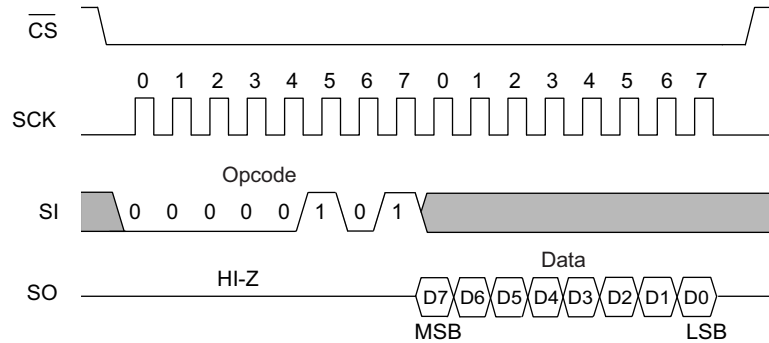 CS
0 1 2 3 4 5 6 7 0 1 2 3 4 5 6 7
SCK
Opcode
SI 0 0 0 0 0 1 0 1
Data
HI-Z
SO D7 D6 D5 D4 D3 D2 D1 D0
MSB LSB